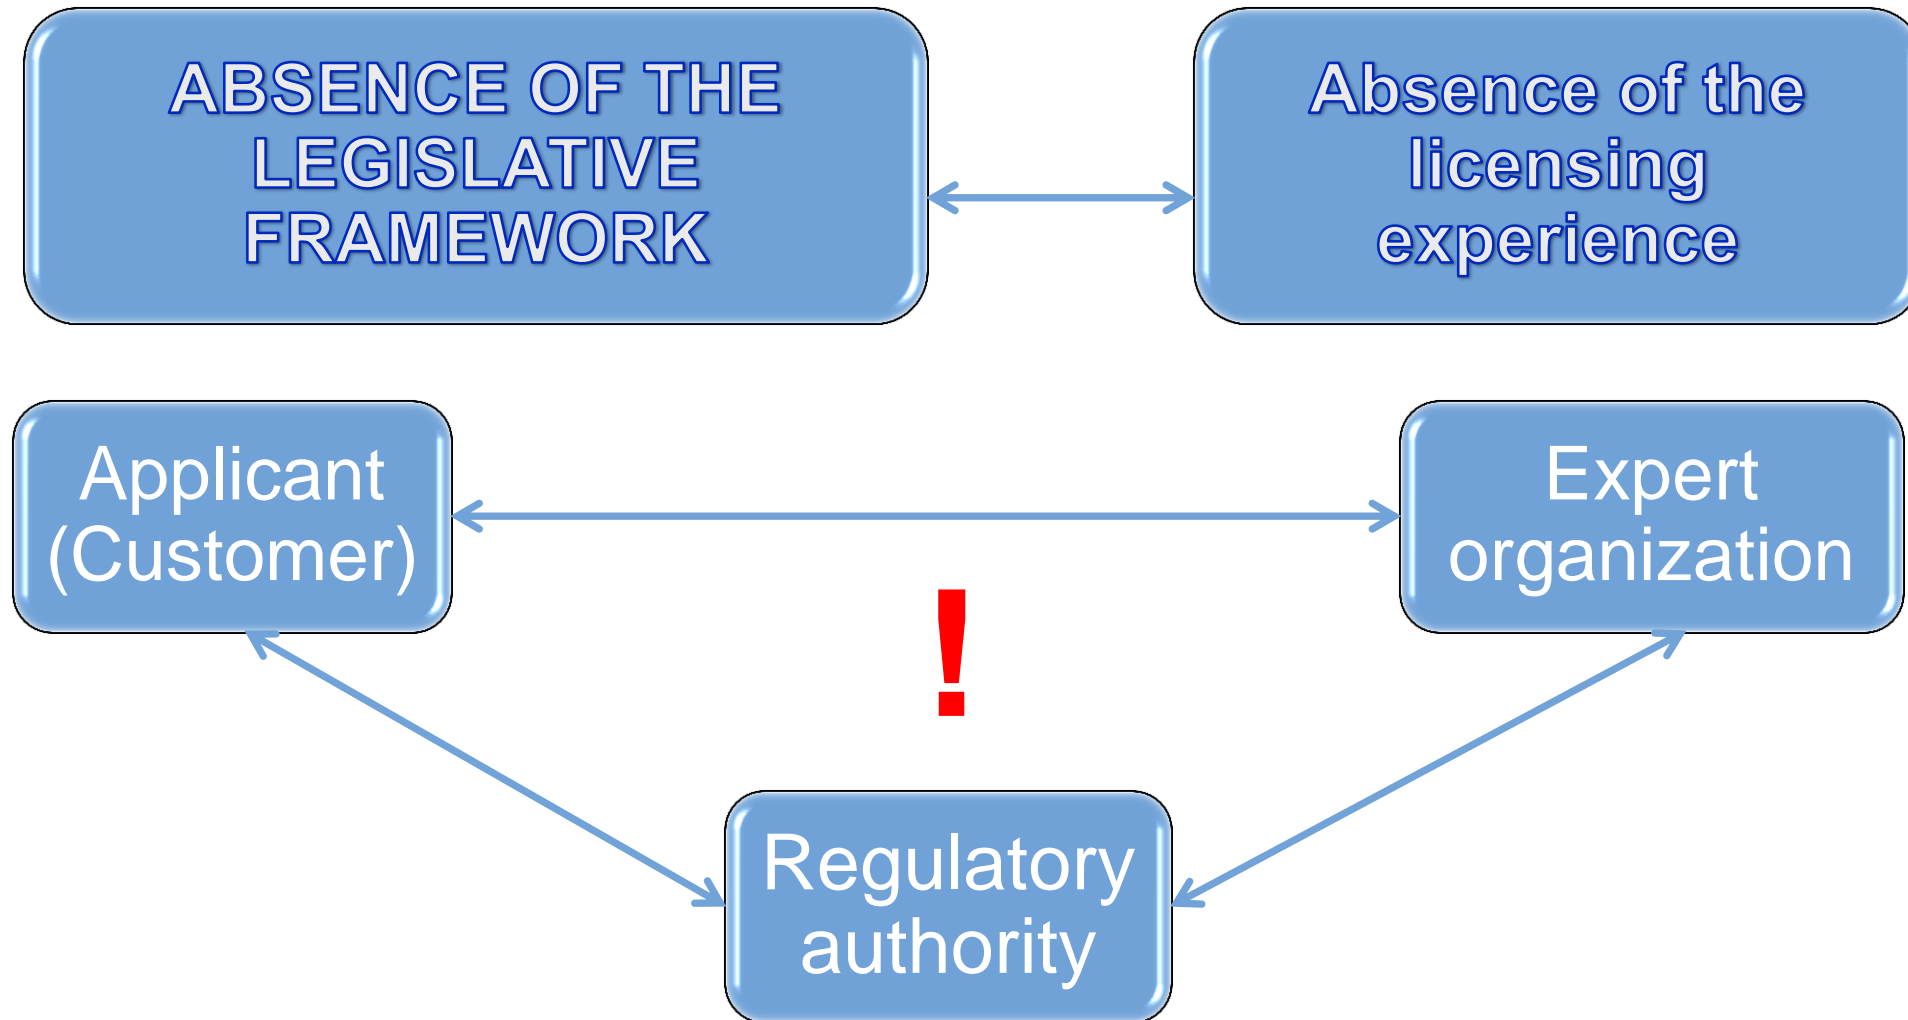 ABSENCE OF THE
LEGISLATIVE
FRAMEWORK
Absence of the
licensing
experience
Applicant
(Customer)
Expert
organization
!
Regulatory
authority